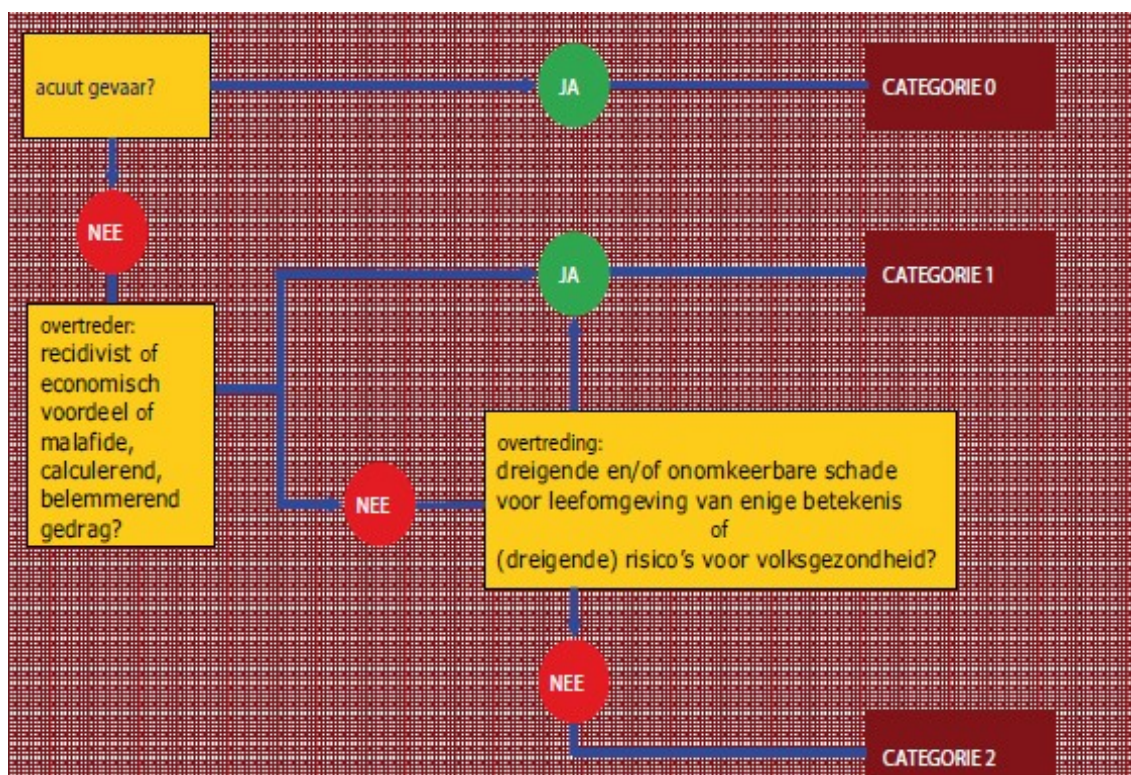 acuut gevaar?
JA
CATEGORIE 0
NEE
JA
CATEGORIE 1
overtreder:
recidivist of
economisch
voordeel of
malafide,
calculerend,
belemmerend
gedrag?
NEE
overtreding:
dreigende en/of onomkeerbare schade
voor leefomgeving van enige betekenis
of
(dreigende) risico's voor volksgezondheid?
NEE
CATEGORIE 2